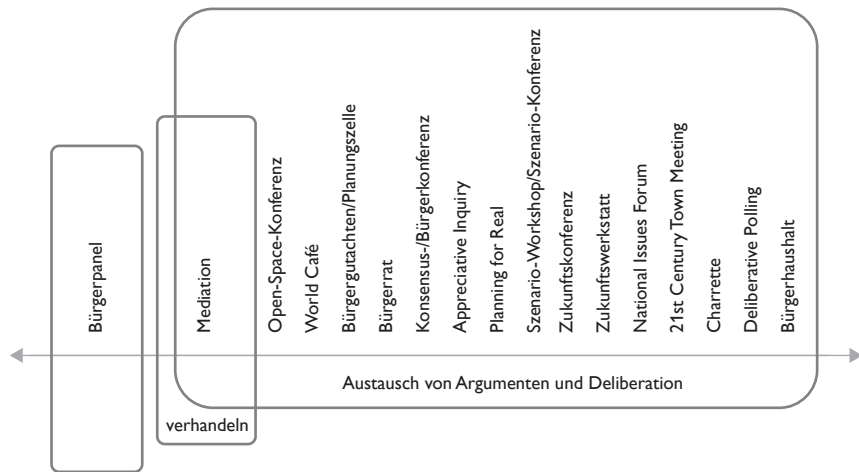 Bürgerpanel
Mediation
Open-Space-Konferenz
World Café
Bürgergutachten/Planungszelle
Bürgerrat
Konsensus-/Bürgerkonferenz
Appreciative Inquiry
Planning for Real
Szenario-Workshop/Szenario-Konferenz
Zukunftskonferenz
Zukunftswerkstatt
National Issues Forum
21st Century Town Meeting
Charrette
Deliberative Polling
Bürgerhaushalt
Austausch von Argumenten und Deliberation
verhandeln